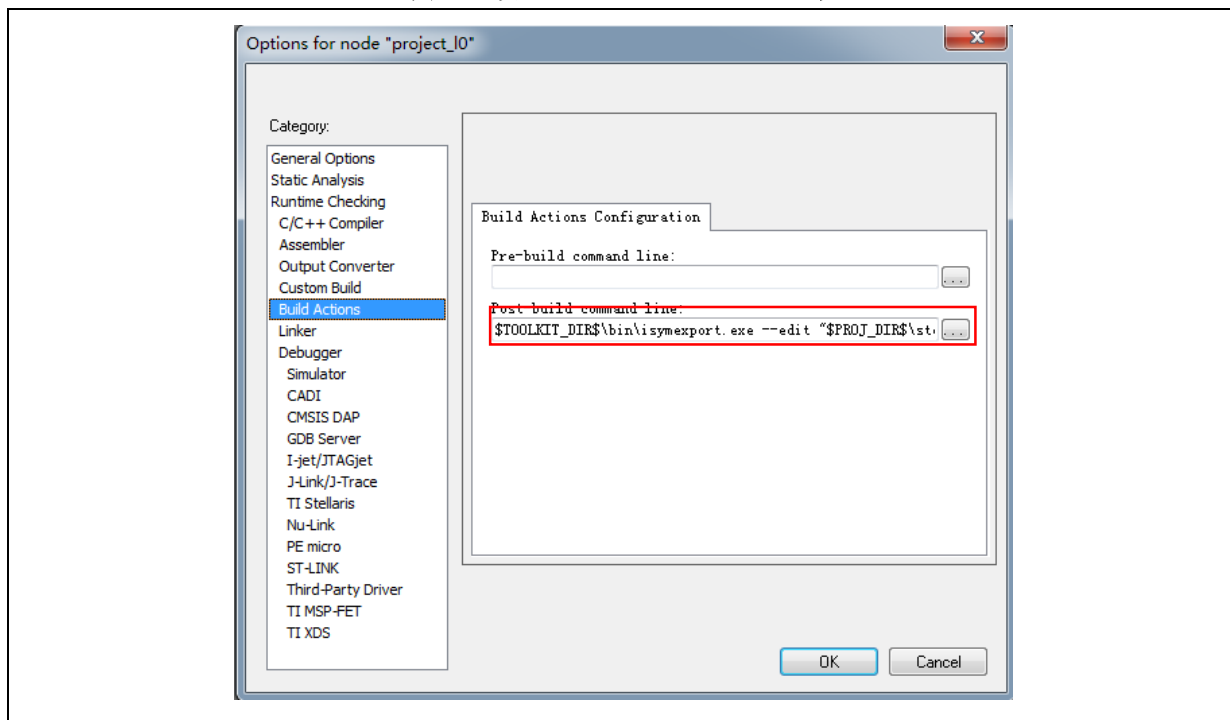 Options for node "project_l0"
Category:
General Options
Static Analysis
Runtime Checking
C/C++ Compiler
Assembler
Output Converter
Custom Build
Build Actions
Linker
Debugger
Simulator
CADI
CMSIS DAP
GDB Server
I-jet/JTAGjet
J-Link/J-Trace
TI Stellaris
Nu-Link
PE micro
ST-LINK
Third-Party Driver
TI MSP-FET
TI XDS
Build Actions Configuration
Pre-build command line:
...
Post-build command line:
$TOOLKIT_DIR$\bin\isymexport.exe --edit "$PROJ_DIR$\st
...
OK
Cancel